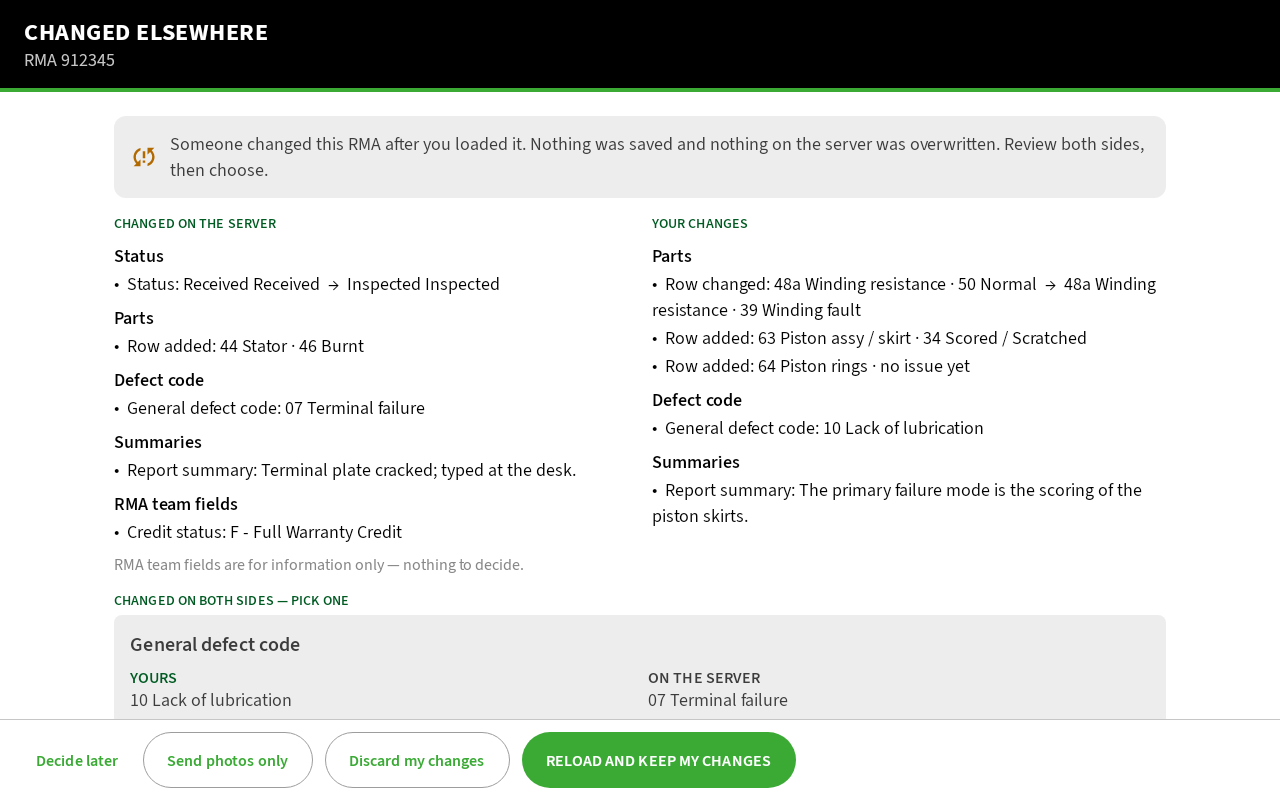 CHANGED ELSEWHERE
RMA 912345
Someone changed this RMA after you loaded it. Nothing was saved and nothing on the server was overwritten. Review both sides,
then choose.
CHANGED ON THE SERVER
Status
• Status: Received Received → Inspected Inspected
Parts
• Row added: 44 Stator · 46 Burnt
Defect code
• General defect code: 07 Terminal failure
Summaries
• Report summary: Terminal plate cracked; typed at the desk.
RMA team fields
• Credit status: F - Full Warranty Credit
RMA team fields are for information only — nothing to decide.
YOUR CHANGES
Parts
• Row changed: 48a Winding resistance · 50 Normal → 48a Winding
resistance · 39 Winding fault
• Row added: 63 Piston assy / skirt · 34 Scored / Scratched
• Row added: 64 Piston rings · no issue yet
Defect code
• General defect code: 10 Lack of lubrication
Summaries
• Report summary: The primary failure mode is the scoring of the
piston skirts.
CHANGED ON BOTH SIDES — PICK ONE
General defect code
YOURS
10 Lack of lubrication
ON THE SERVER
07 Terminal failure
Decide later
Send photos only
Discard my changes
RELOAD AND KEEP MY CHANGES